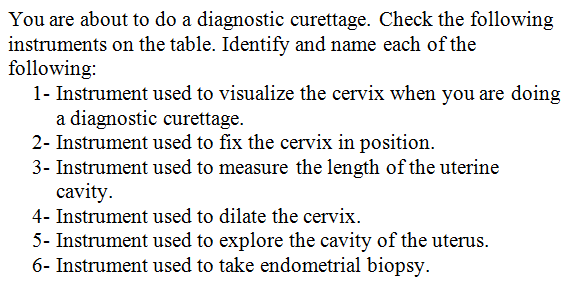 You are about to do a diagnostic curettage. Check the following
instruments on the table. Identify and name each of the
following:
1- Instrument used to visualize the cervix when you are doing
a diagnostic curettage.
2- Instrument used to fix the cervix in position.
3- Instrument used to measure the length of the uterine
cavity.
4- Instrument used to dilate the cervix.
5- Instrument used to explore the cavity of the uterus.
6- Instrument used to take endometrial biopsy.